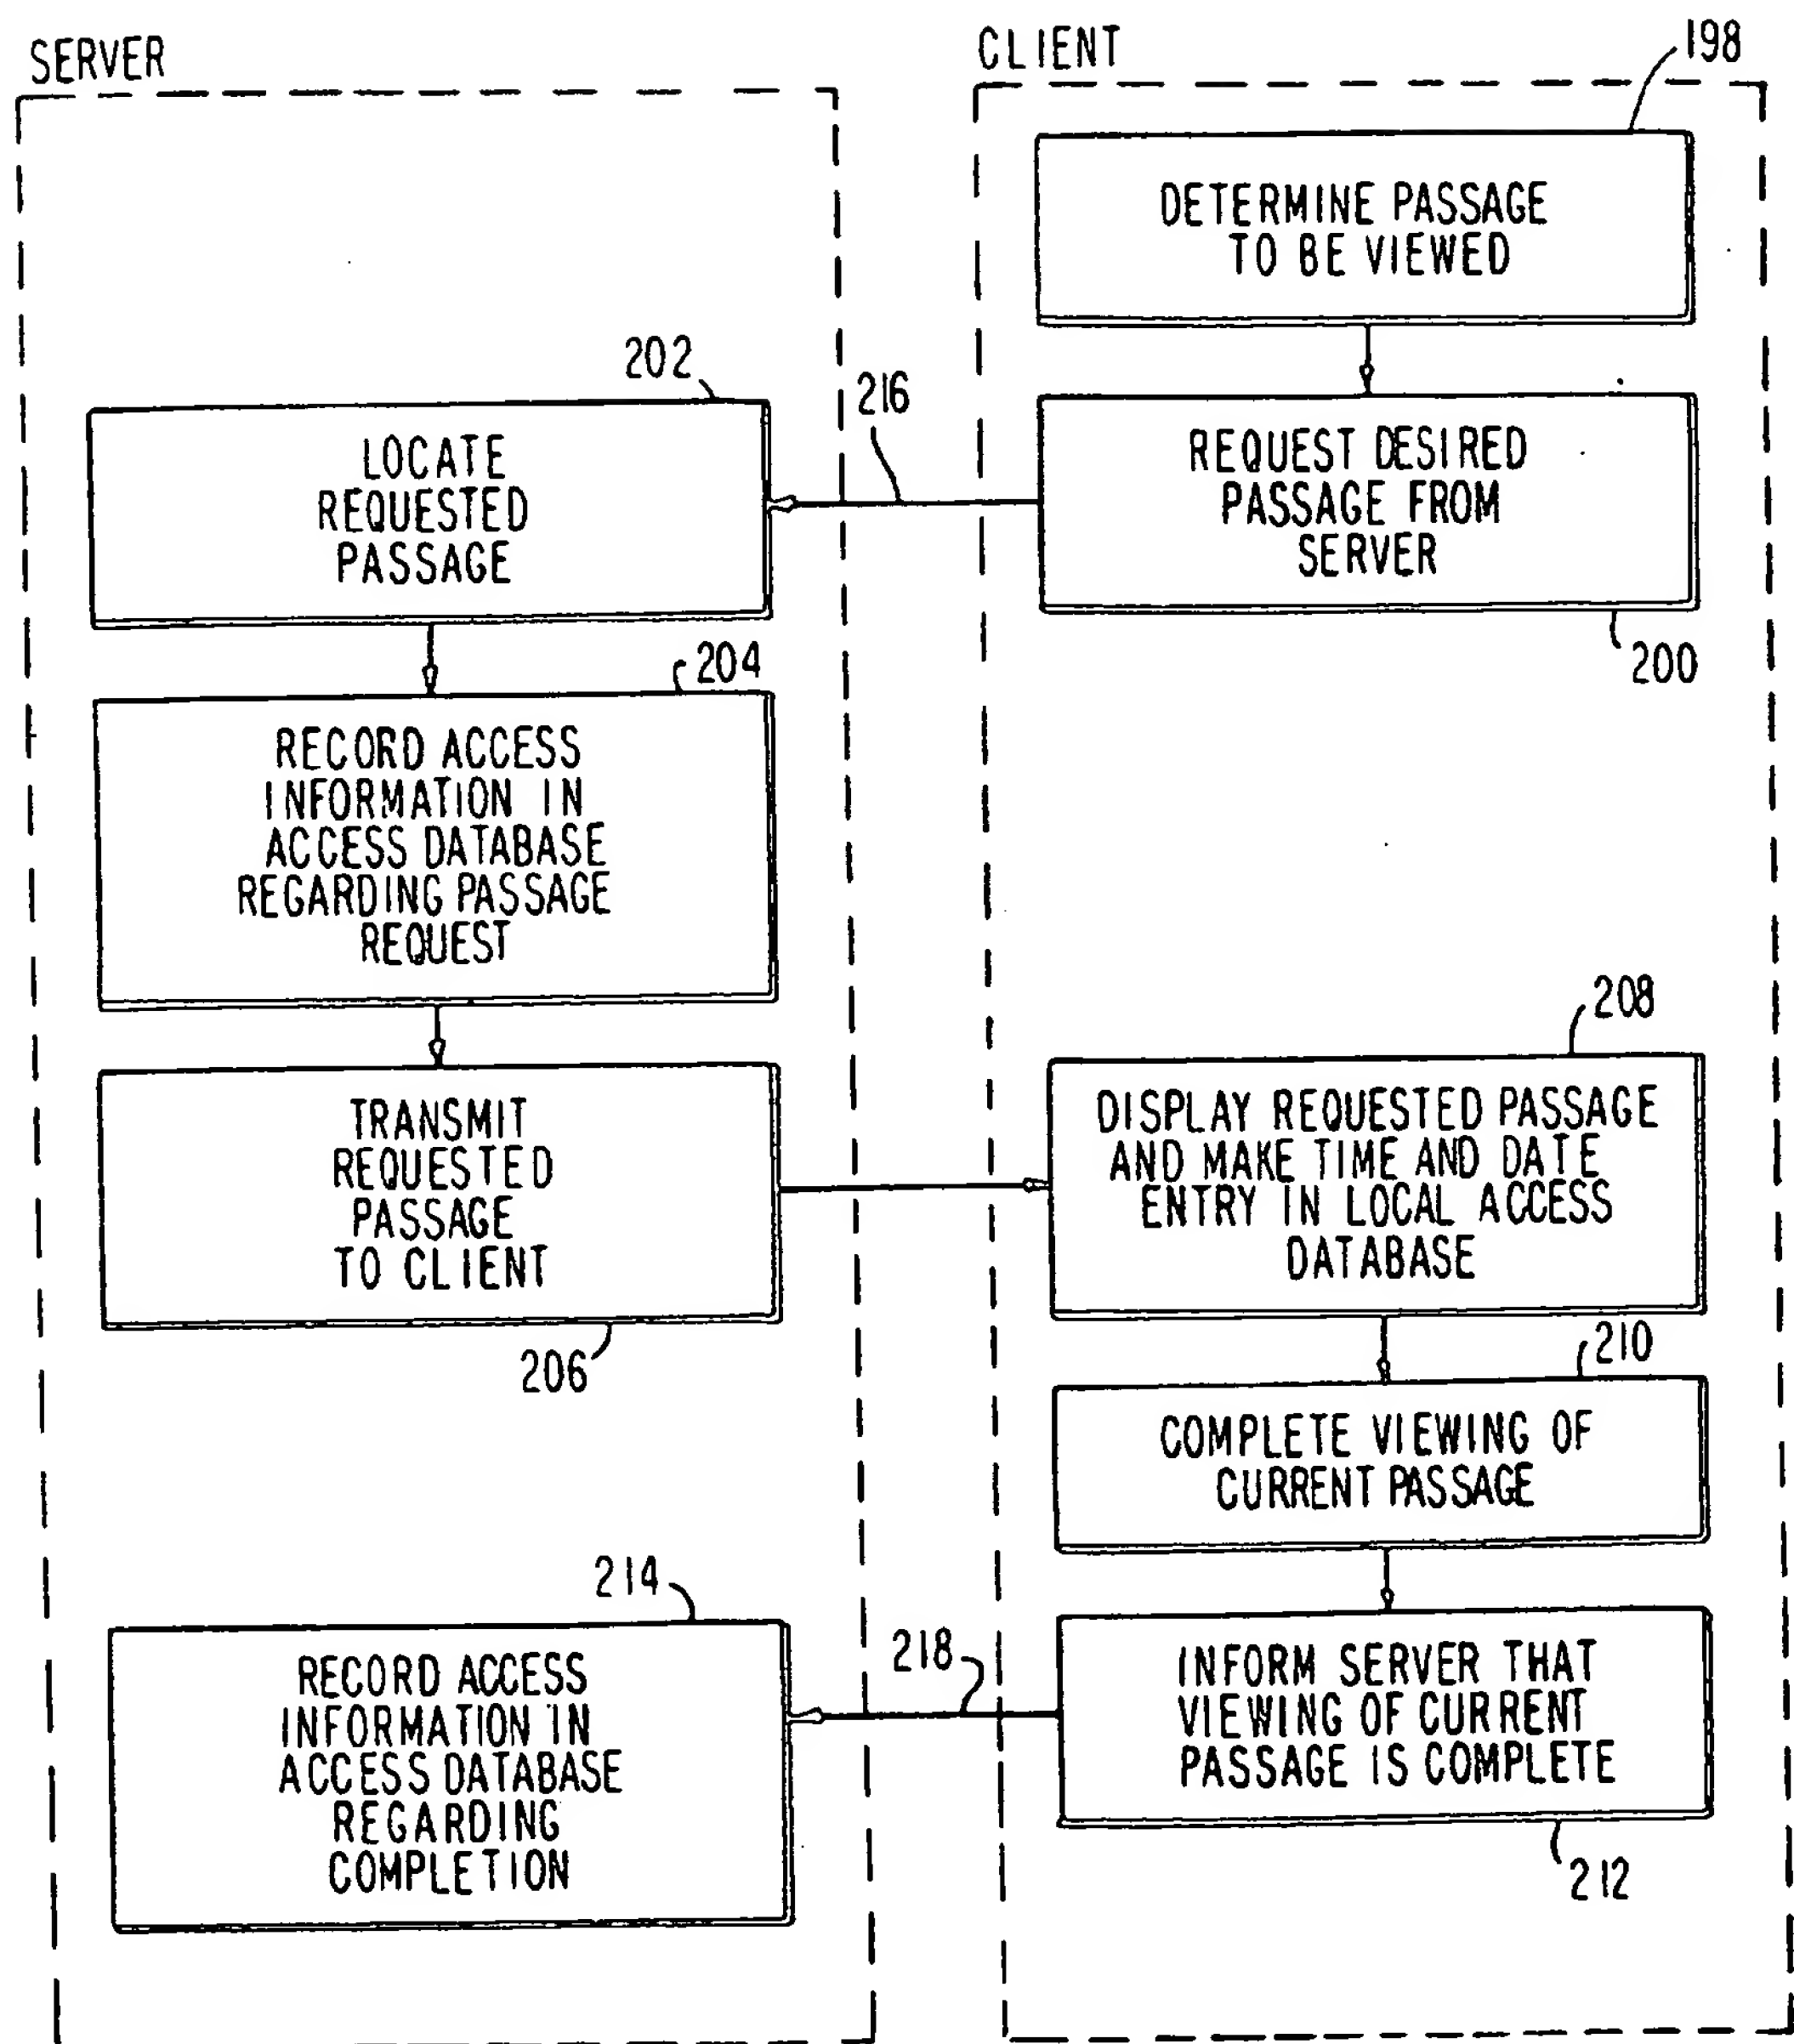 SERVER
CLIENT
198
DETERMINE PASSAGE
TO BE VIEWED
202
216
LOCATE
REQUESTED
PASSAGE
REQUEST DESIRED
PASSAGE FROM
SERVER
200
204
RECORD ACCESS
INFORMATION IN
ACCESS DATABASE
REGARDING PASSAGE
REQUEST
208
TRANSMIT
REQUESTED
PASSAGE
TO CLIENT
206
DISPLAY REQUESTED PASSAGE
AND MAKE TIME AND DATE
ENTRY IN LOCAL ACCESS
DATABASE
210
COMPLETE VIEWING OF
CURRENT PASSAGE
214
218
RECORD ACCESS
INFORMATION IN
ACCESS DATABASE
REGARDING
COMPLETION
INFORM SERVER THAT
VIEWING OF CURRENT
PASSAGE IS COMPLETE
212